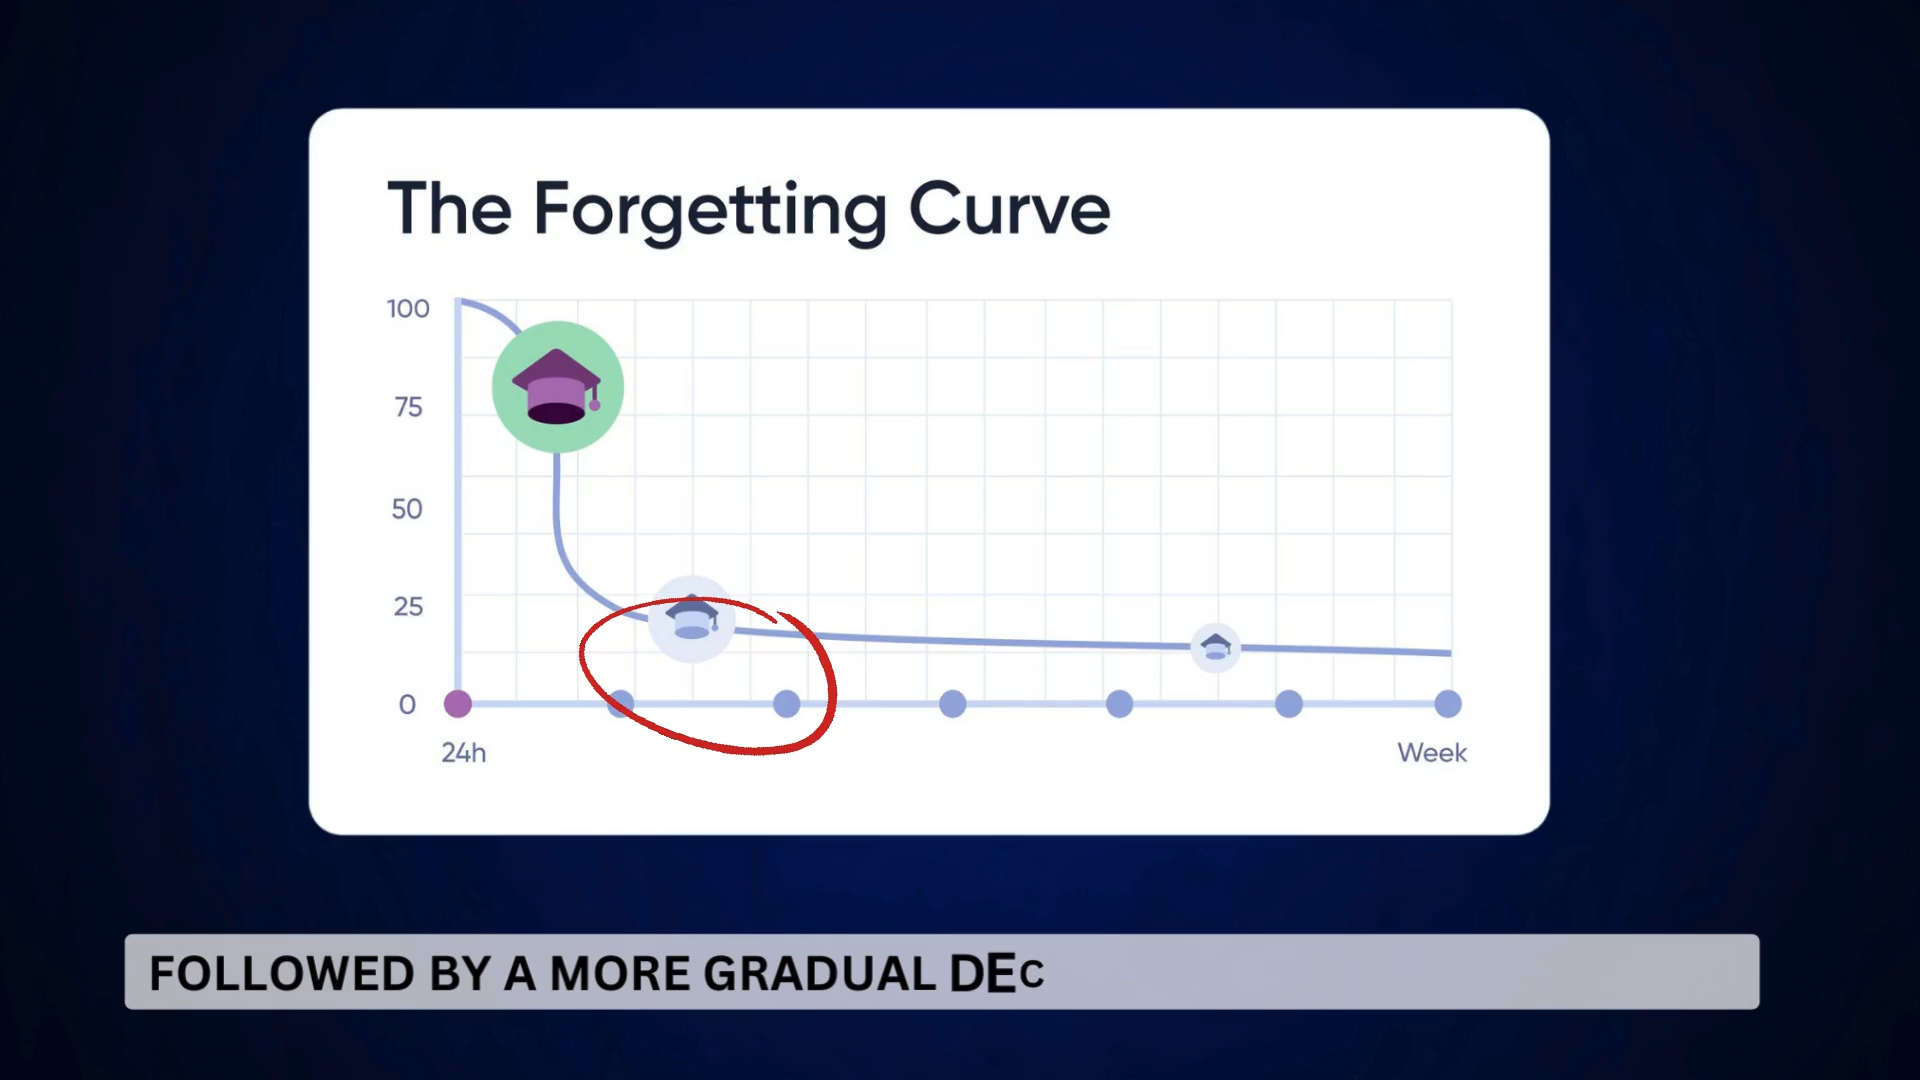 The Forgetting Curve
100
75
50
25
0
24h
Week
FOLLOWED BY A MORE GRADUAL DEC